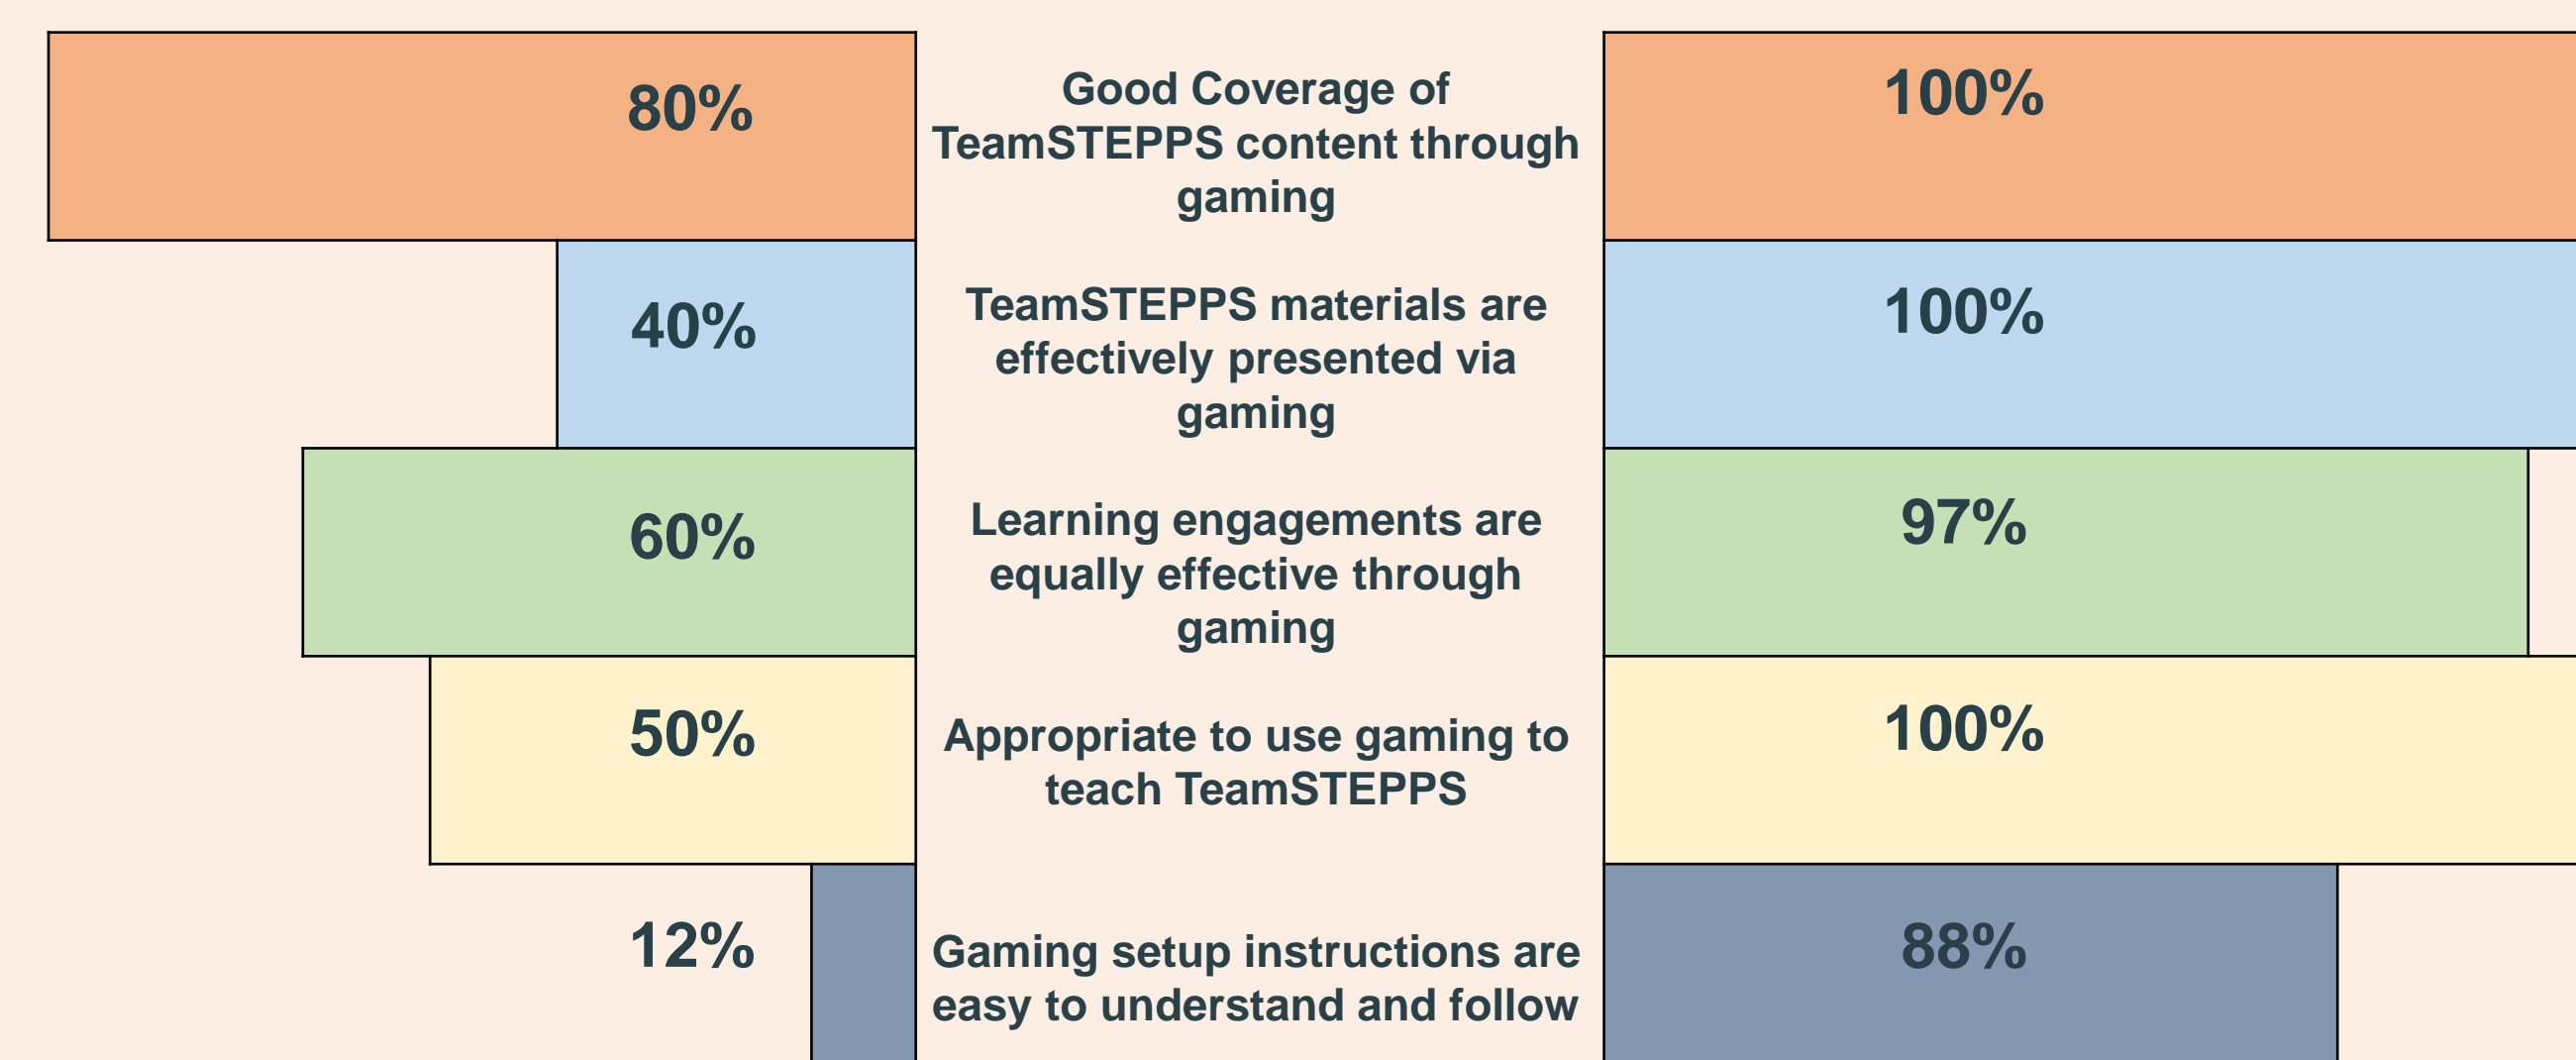 80%
Good Coverage of
TeamSTEPPS content through
gaming
100%
40%
TeamSTEPPS materials are
effectively presented via
gaming
100%
60%
Learning engagements are
equally effective through
gaming
97%
50%
Appropriate to use gaming to
teach TeamSTEPPS
100%
12%
Gaming setup instructions are
easy to understand and follow
88%